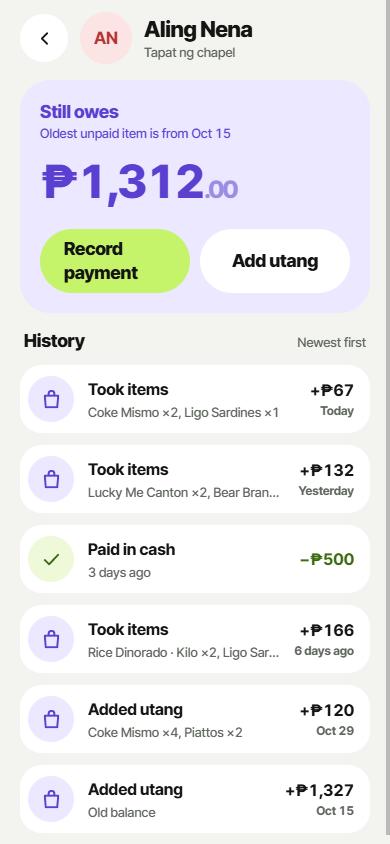 AN
Aling Nena
Tapat ng chapel
Still owes
Oldest unpaid item is from Oct 15
₱1,312.00
Record payment
Add utang
History
Newest first
Took items
+₱67
Coke Mismo ×2, Ligo Sardines ×1
Today
Took items
+₱132
Lucky Me Canton ×2, Bear Bran...
Yesterday
Paid in cash
−₱500
3 days ago
Took items
+₱166
Rice Dinorado · Kilo ×2, Ligo Sar...
6 days ago
Added utang
+₱120
Coke Mismo ×4, Piattos ×2
Oct 29
Added utang
+₱1,327
Old balance
Oct 15